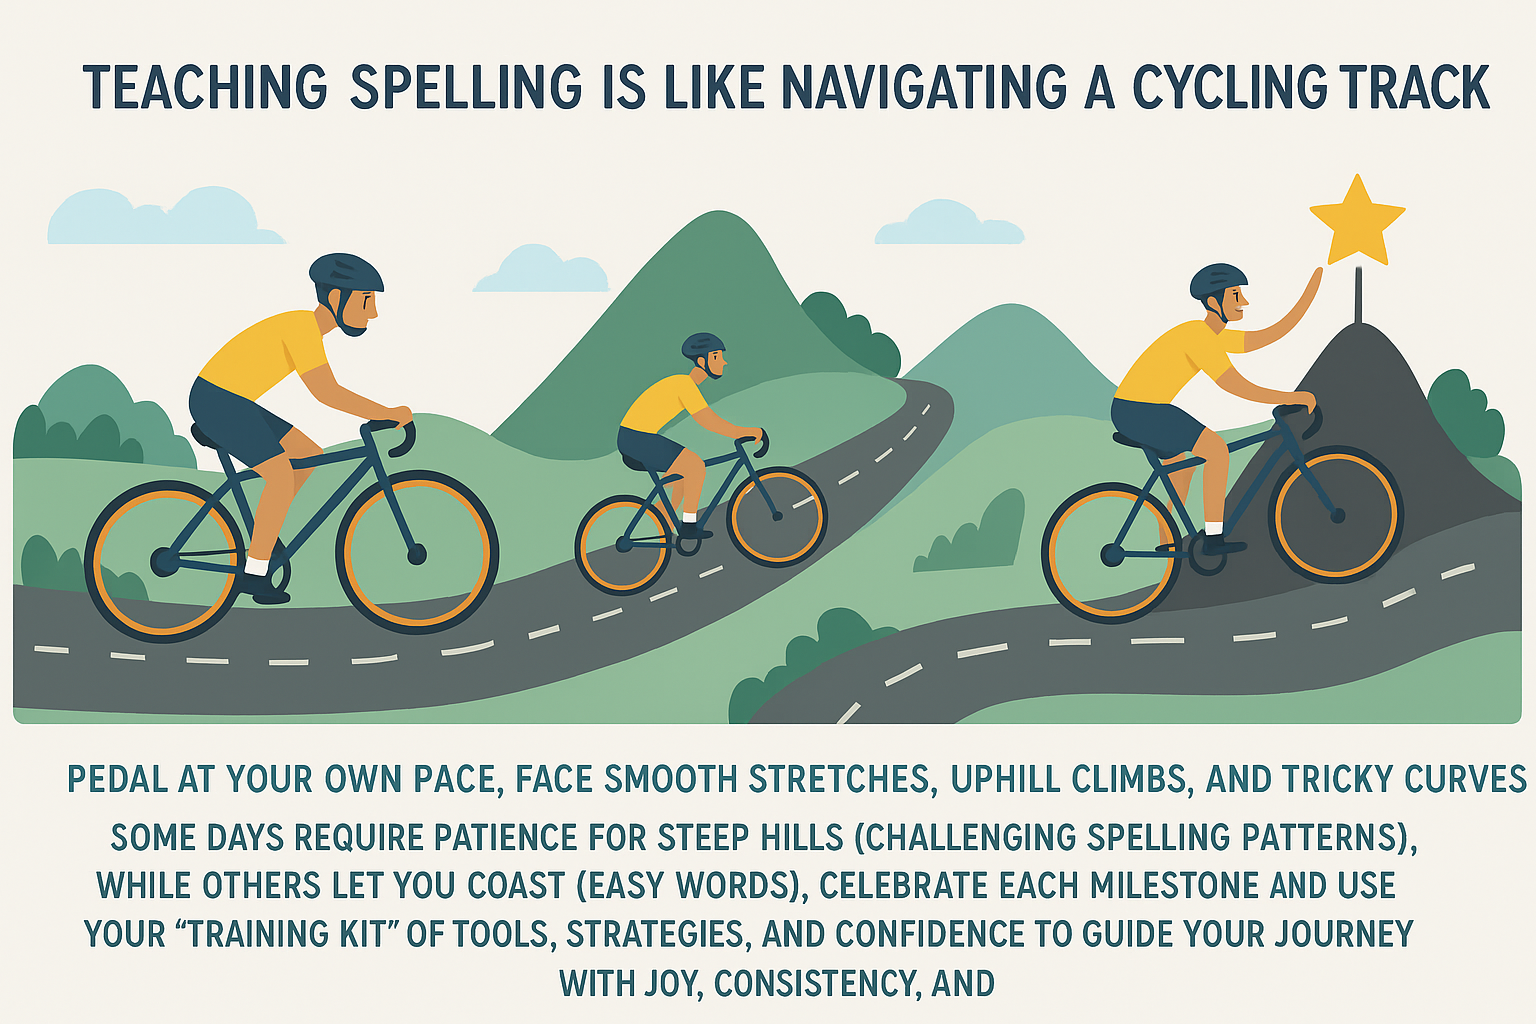 TEACHING SPELLING IS LIKE NAVIGATING A CYCLING TRACK
PEDAL AT YOUR OWN PACE, FACE SMOOTH STRETCHES, UPHILL CLIMBS, AND TRICKY CURVES
SOME DAYS REQUIRE PATIENCE FOR STEEP HILLS (CHALLENGING SPELLING PATTERNS),
WHILE OTHERS LET YOU COAST (EASY WORDS), CELEBRATE EACH MILESTONE AND USE
YOUR “TRAINING KIT” OF TOOLS, STRATEGIES, AND CONFIDENCE TO GUIDE YOUR JOURNEY
WITH JOY, CONSISTENCY, AND